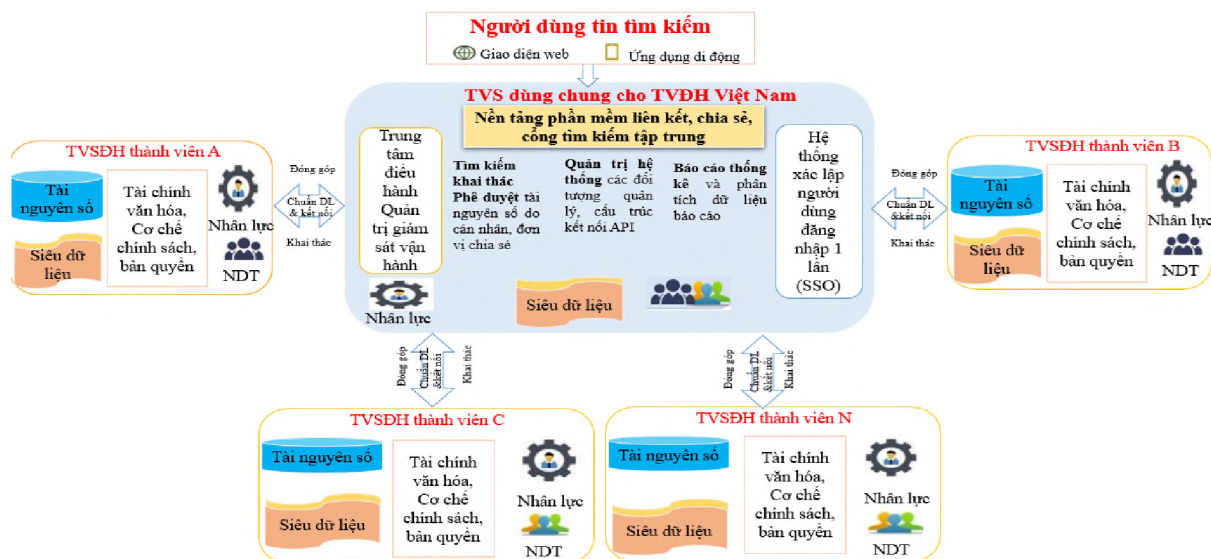 Người dùng tin tìm kiếm
Giao diện web
Ứng dụng di động
TVS dùng chung cho TVĐH Việt Nam
Nền tảng phần mềm liên kết, chia sẻ,
cổng tìm kiếm tập trung
Trung
tâm
điều
hành
Quản
trị giám
sát vận
hành
Nhân lực
Tìm kiếm
khai thác
Phê duyệt tài
nguyên số do
cán nhân, đơn
vị chia sẻ
Quản trị hệ
thống các đối
tượng quản
lý, cấu trúc
kết nối API
Báo cáo thống
kê và phân
tích dữ liệu
báo cáo
Siêu dữ liệu
Hệ
thống
xác lập
người
dùng
đăng
nhập 1
lần
(SSO)
TVSĐH thành viên A
Tài
nguyên số
Siêu dữ
liệu
Tài chính
văn hóa,
Cơ chế
chính sách,
bản quyền
Nhân lực
NDT
Đóng góp
Chuẩn DL
& kết nối
Khai thác
Đóng góp
Chuẩn DL
& kết nối
Khai thác
TVSĐH thành viên B
Tài
nguyên số
Siêu dữ
liệu
Tài chính
văn hóa,
Cơ chế
chính sách,
bản quyền
Nhân lực
NDT
Đóng góp
Chuẩn DL
&kết nối
Khai thác
Đóng góp
Chuẩn DL
&kết nối
Khai thác
TVSĐH thành viên C
Tài nguyên số
Siêu dữ liệu
Tài chính
văn hóa,
Cơ chế
chính sách,
bản quyền
Nhân lực
NDT
TVSĐH thành viên N
Tài nguyên số
Siêu dữ liệu
Tài chính
văn hóa,
Cơ chế
chính sách,
bản quyền
Nhân lực
NDT